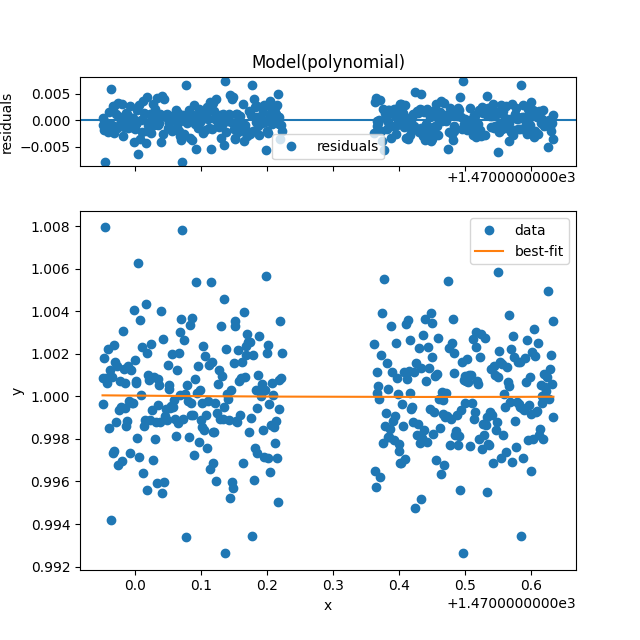 Model(polynomial)
residuals
0.005
0.000
−0.005
residuals
+1.4700000000e3
y
1.008
1.006
1.004
1.002
1.000
0.998
0.996
0.994
0.992
data
best-fit
0.0 0.1 0.2 0.3 0.4 0.5 0.6
x
+1.4700000000e3